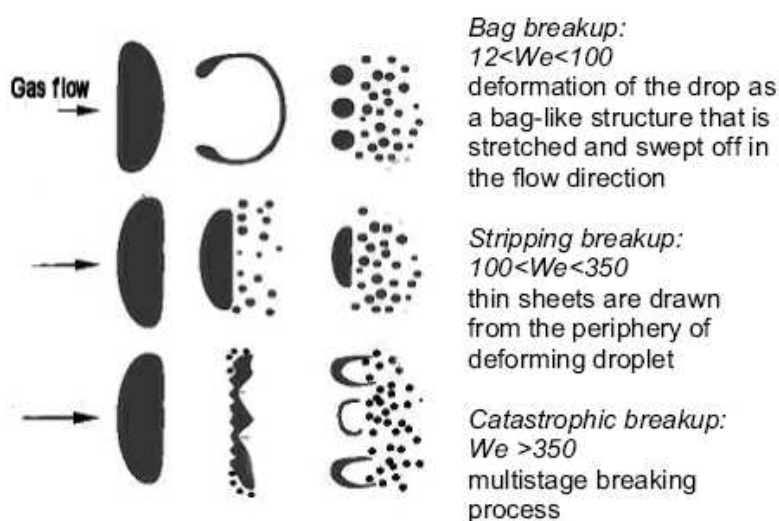 Gas flow
Bag breakup:
12<We<100
deformation of the drop as
a bag-like structure that is
stretched and swept off in
the flow direction
Stripping breakup:
100<We<350
thin sheets are drawn
from the periphery of
deforming droplet
Catastrophic breakup:
We >350
multistage breaking
process